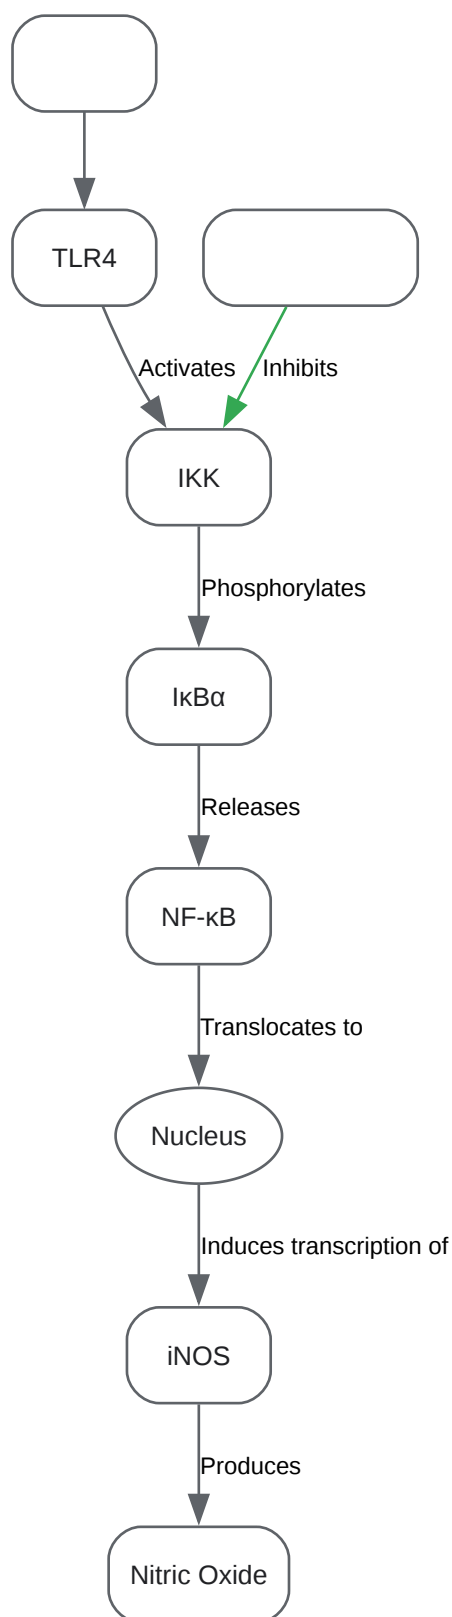 TLR4
Activates
Inhibits
IKK
Phosphorylates
IκBα
Releases
NF-κB
Translocates to
Nucleus
Induces transcription of
iNOS
Produces
Nitric Oxide